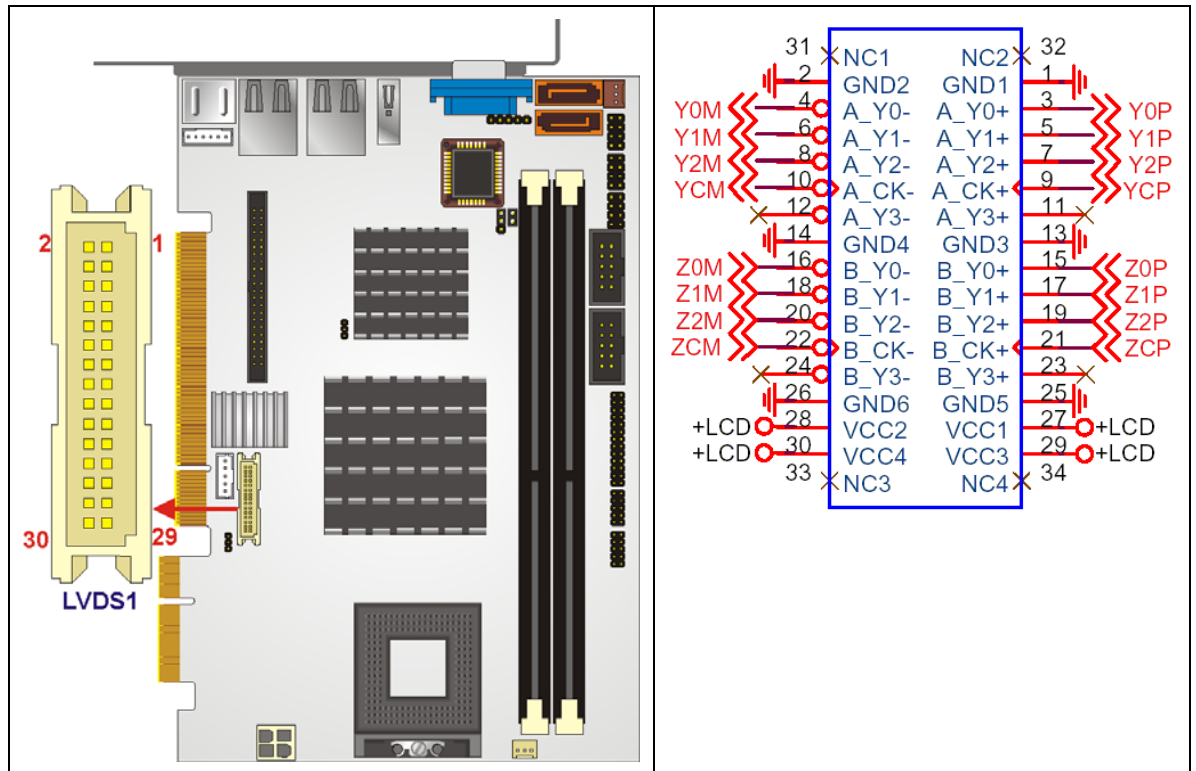 2 1
30 29
LVDS1
31 NC1 NC2 32
2 GND2 GND1 1
Y0M 4 A_Y0- A_Y0+ 3 Y0P
Y1M 6 A_Y1- A_Y1+ 5 Y1P
Y2M 8 A_Y2- A_Y2+ 7 Y2P
YCM 10 A_CK- A_CK+ 9 YCP
12 A_Y3- A_Y3+ 11
14 GND4 GND3 13
Z0M 16 B_Y0- B_Y0+ 15 Z0P
Z1M 18 B_Y1- B_Y1+ 17 Z1P
Z2M 20 B_Y2- B_Y2+ 19 Z2P
ZCM 22 B_CK- B_CK+ 21 ZCP
24 B_Y3- B_Y3+ 23
26 GND6 GND5 25
+LCD 28 VCC2 VCC1 27 +LCD
+LCD 30 VCC4 VCC3 29 +LCD
33 NC3 NC4 34